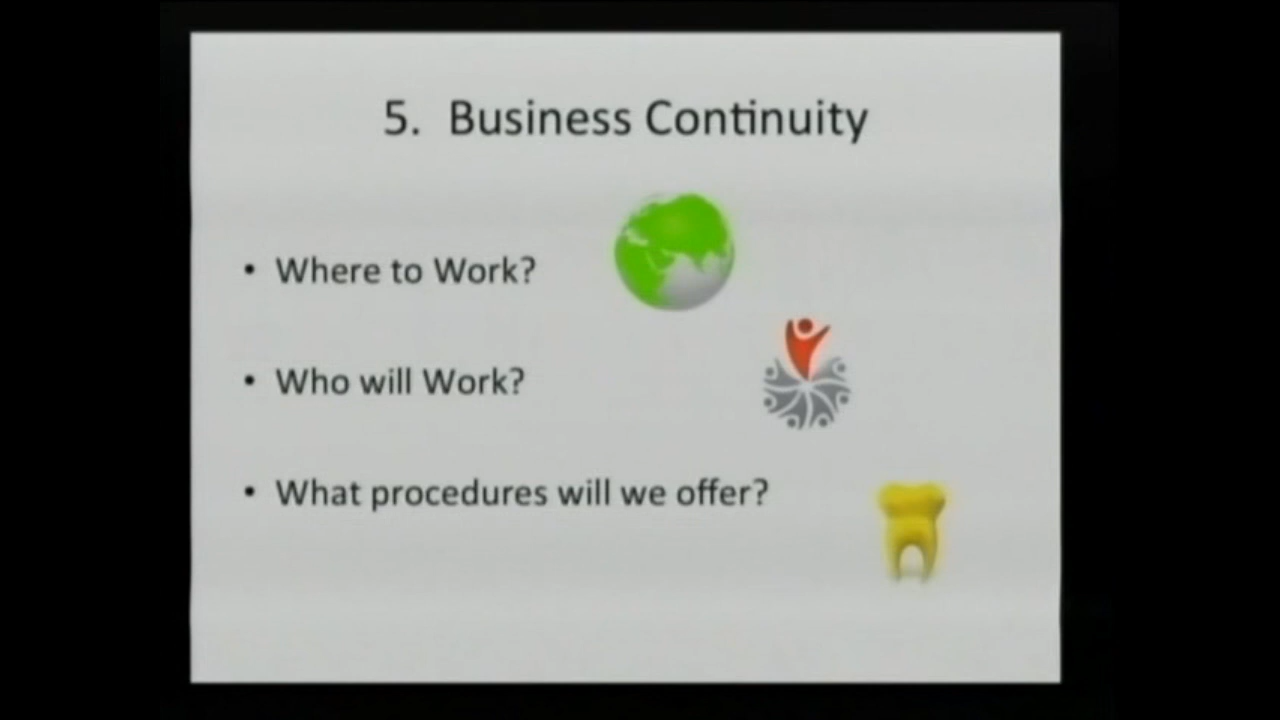 5. Business Continuity
• Where to Work?
• Who will Work?
• What procedures will we offer?